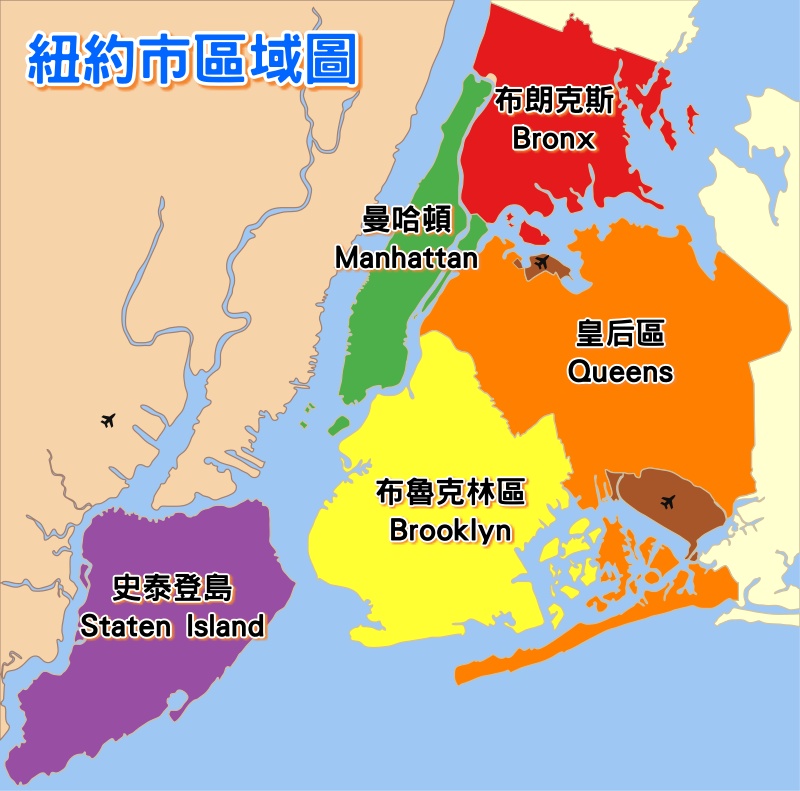 紐約市區域圖
布朗克斯
Bronx
曼哈頓
Manhattan
皇后區
Queens
布魯克林區
Brooklyn
史泰登島
Staten Island